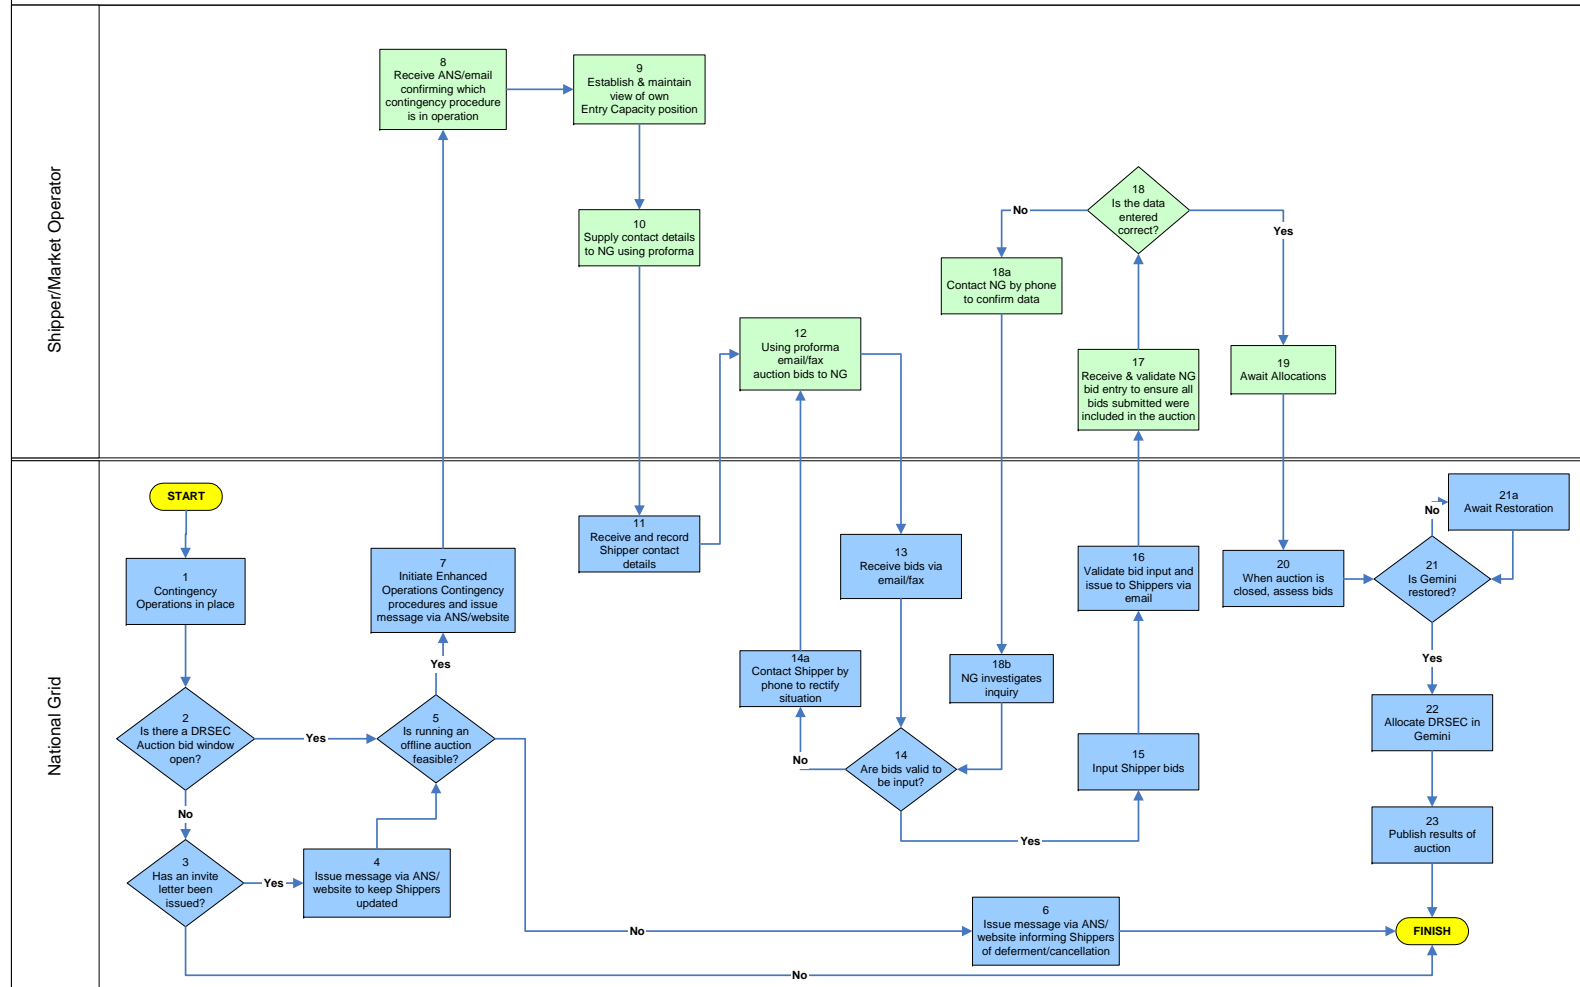 Shipper/Market Operator
8
Receive ANS/email
confirming which
contingency procedure
is in operation
9
Establish & maintain
view of own
Entry Capacity position
10
Supply contact details
to NG using proforma
12
Using proforma
email/fax
auction bids to NG
18
Is the data
entered
correct?
No
Yes
18a
Contact NG by phone
to confirm data
17
Receive & validate NG
bid entry to ensure all
bids submitted were
included in the auction
19
Await Allocations
National Grid
START
1
Contingency
Operations in place
2
Is there a DRSEC
Auction bid window
open?
Yes
No
3
Has an invite
letter been
issued?
Yes
No
4
Issue message via ANS/
website to keep Shippers
updated
5
Is running an
offline auction
feasible?
Yes
No
7
Initiate Enhanced
Operations Contingency
procedures and issue
message via ANS/website
6
Issue message via ANS/
website informing Shippers
of deferment/cancellation
11
Receive and record
Shipper contact
details
13
Receive bids via
email/fax
14a
Contact Shipper by
phone to rectify
situation
14
Are bids valid to
be input?
No
Yes
18b
NG investigates
inquiry
15
Input Shipper bids
16
Validate bid input and
issue to Shippers via
email
20
When auction is
closed, assess bids
21
Is Gemini
restored?
No
Yes
21a
Await Restoration
22
Allocate DRSEC in
Gemini
23
Publish results of
auction
FINISH